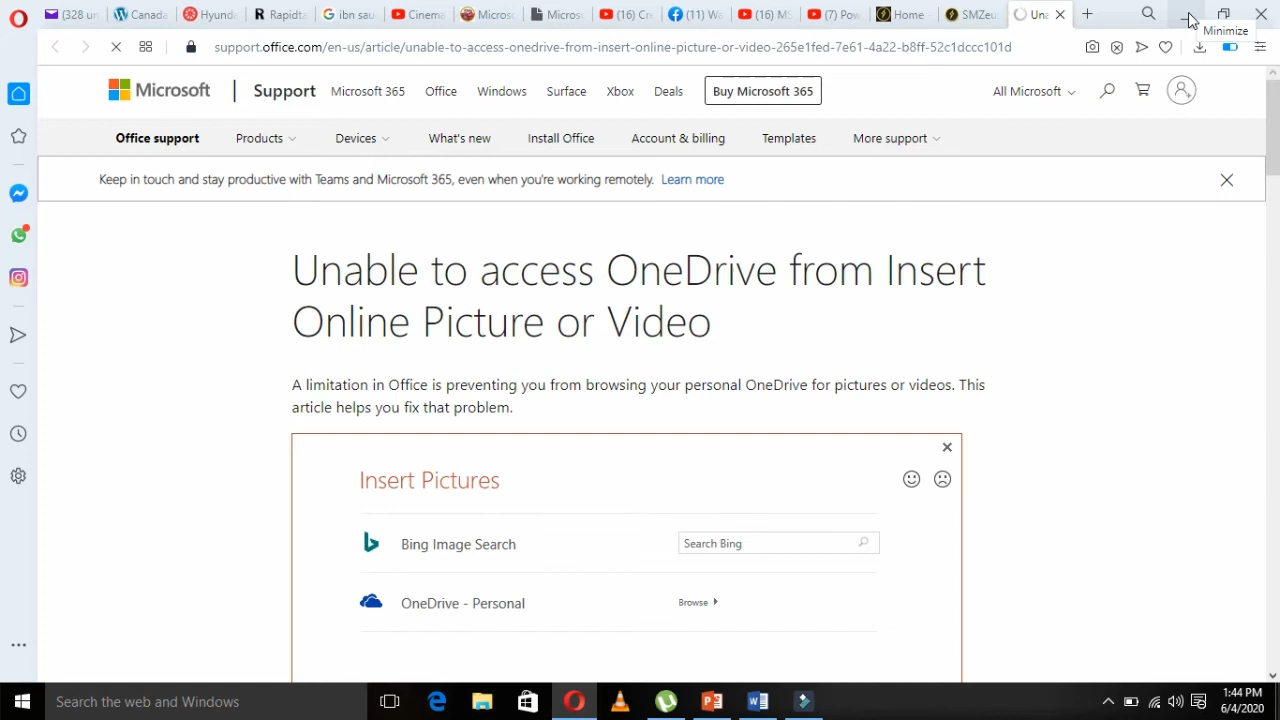 (328 un
Canada
Hyunda
Rapidta
ibn sau
Cinema
Micros
Micros
(16) Cr
(11) Wa
(16) MS
(7) Pow
Home -
SMZeu
Una
Minimize
support.office.com/en-us/article/unable-to-access-onedrive-from-insert-online-picture-or-video-265e1fed-7e61-4a22-b8ff-52c1dccc101d
Microsoft | Support Microsoft 365 Office Windows Surface Xbox Deals Buy Microsoft 365 All Microsoft
Office support Products Devices What's new Install Office Account & billing Templates More support
Keep in touch and stay productive with Teams and Microsoft 365, even when you're working remotely. Learn more
Unable to access OneDrive from Insert
Online Picture or Video
A limitation in Office is preventing you from browsing your personal OneDrive for pictures or videos. This
article helps you fix that problem.
Insert Pictures
Bing Image Search Search Bing
OneDrive - Personal Browse
Search the web and Windows
1:44 PM
6/4/2020